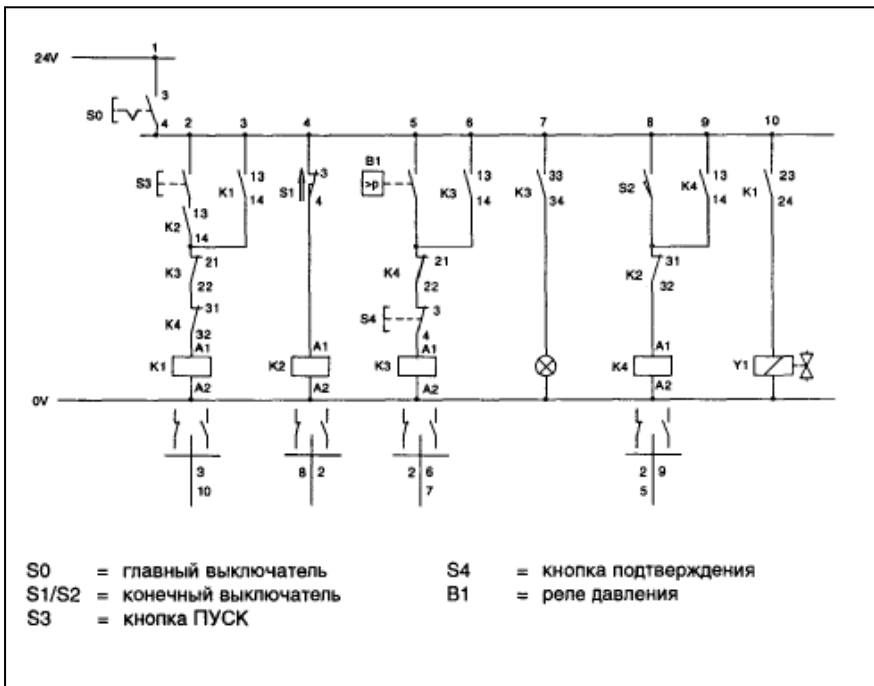 1
24V
3
S0
4
2 3 4 5 6 7 8 9 10
B1
S3 K1 13 14 S1 3 4 >p K3 13 14 K3 33 34 S2 K4 13 14 K1 23 24
K2 13 14
K3 21 22 K4 21 22 K2 31 32
K4 31 32 S4 3 4
A1 A1 A1 A1
K1 K2 K3 K4 Y1
A2 A2 A2 A2
0V
3 8 2 2 6 2 9
10 7 5
S0 = главный выключатель
S1/S2 = конечный выключатель
S3 = кнопка ПУСК
S4 = кнопка подтверждения
B1 = реле давления